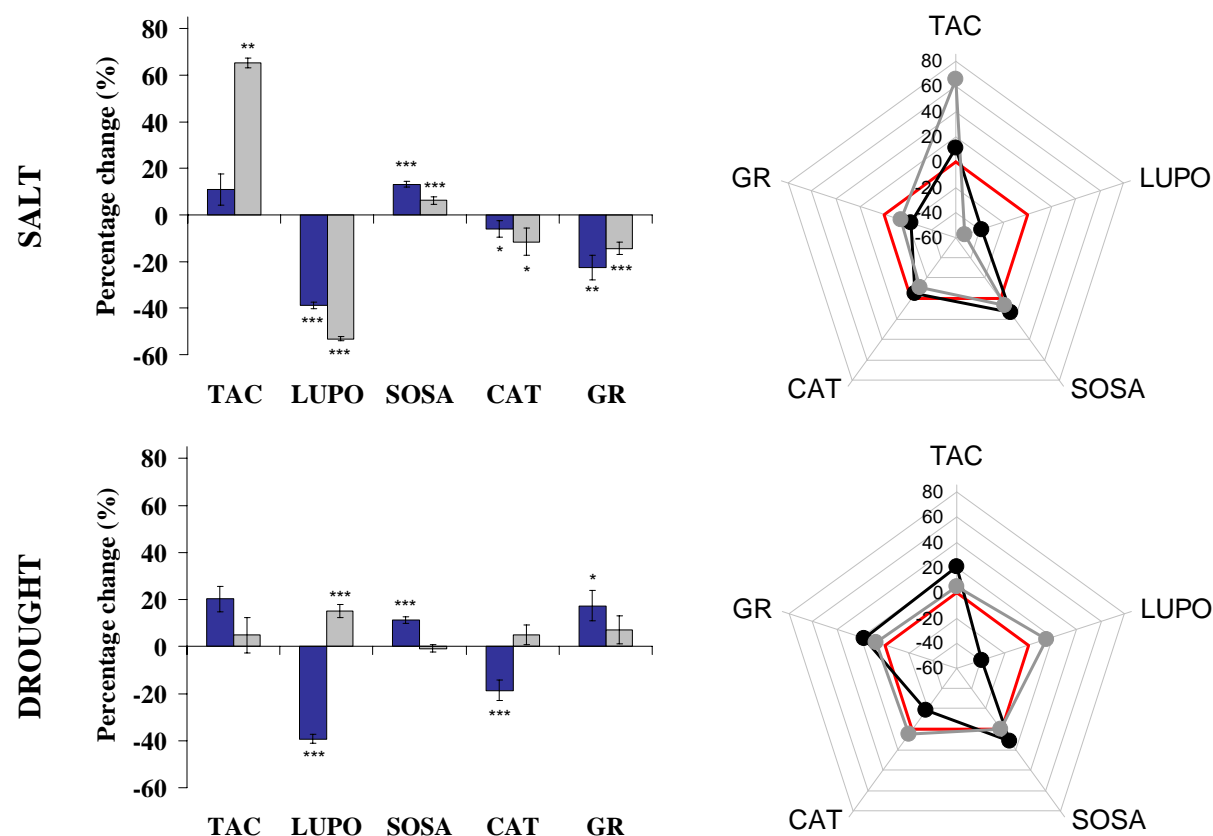 SALT
Percentage change (%)
80
60
40
20
0
-20
-40
-60
**
***
***
***
***
*
*
**
***
TAC LUPO SOSA CAT GR
TAC
80
60
40
20
0
-20
-40
-60
GR
LUPO
CAT
SOSA
DROUGHT
Percentage change (%)
80
60
40
20
0
-20
-40
-60
***
***
***
***
*
TAC LUPO SOSA CAT GR
TAC
80
60
40
20
0
-20
-40
-60
GR
LUPO
CAT
SOSA